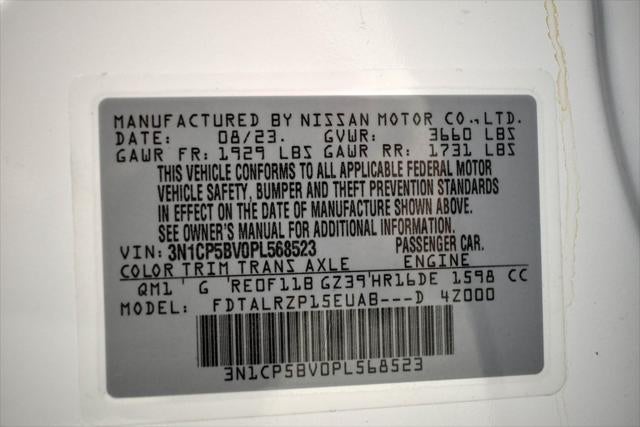 MANUFACTURED BY NISSAN MOTOR CO., LTD.
DATE: 08/23. GVWR: 3660 LBS
GAWR FR: 1929 LBS GAWR RR: 1731 LBS
THIS VEHICLE CONFORMS TO ALL APPLICABLE FEDERAL MOTOR
VEHICLE SAFETY, BUMPER AND THEFT PREVENTION STANDARDS
IN EFFECT ON THE DATE OF MANUFACTURE SHOWN ABOVE.
SEE OWNER'S MANUAL FOR ADDITIONAL INFORMATION.
VIN: 3N1CP5BV0PL568523 PASSENGER CAR.
COLOR TRIM TRANS AXLE ENGINE
QM1 ' G 'RE0F11B GZ39'HR16DE 1598 CC
MODEL: FDTALRZP15EUAB---D 4Z000
3N1CP5BV0PL568523